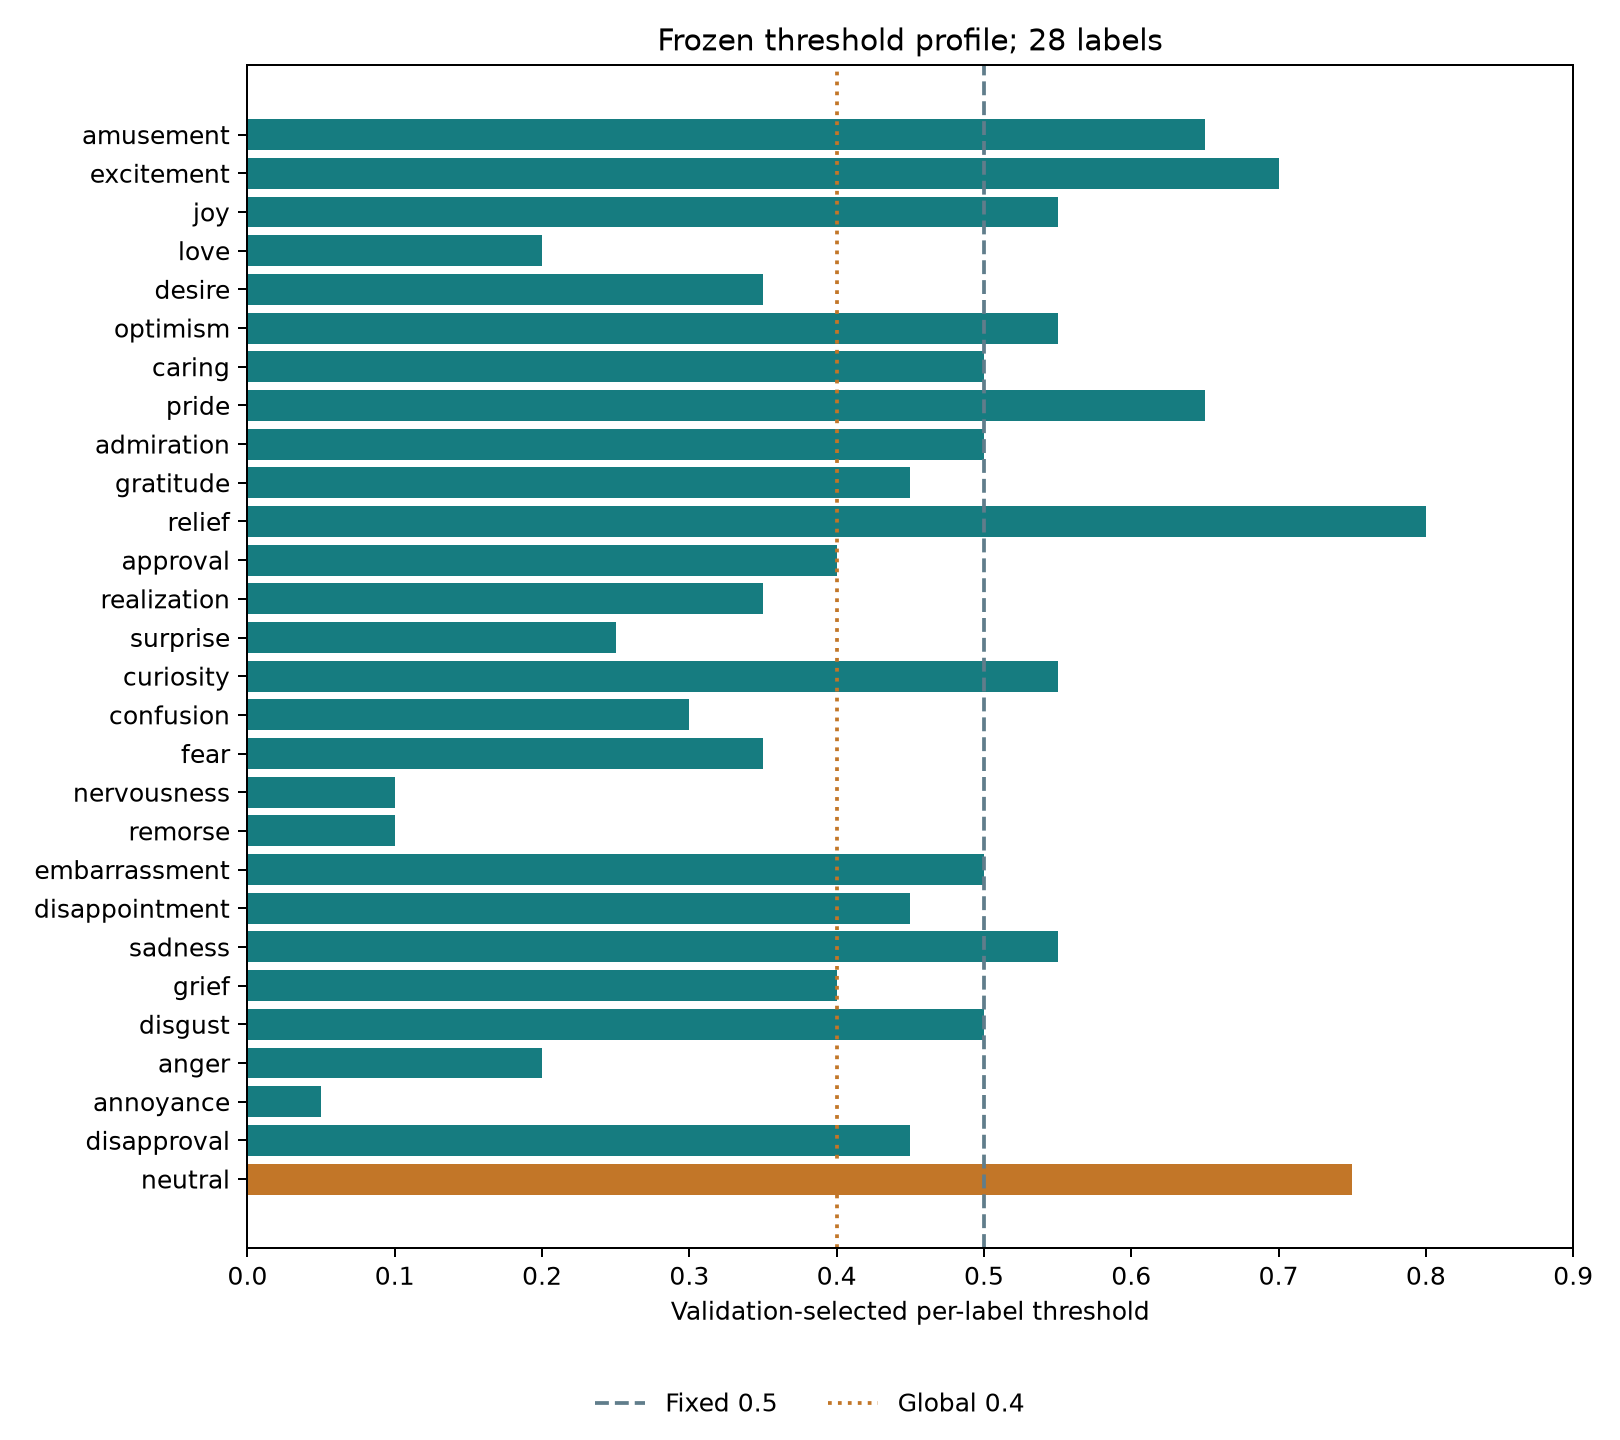 Frozen threshold profile; 28 labels
amusement
excitement
joy
love
desire
optimism
caring
pride
admiration
gratitude
relief
approval
realization
surprise
curiosity
confusion
fear
nervousness
remorse
embarrassment
disappointment
sadness
grief
disgust
anger
annoyance
disapproval
neutral
0.0 0.1 0.2 0.3 0.4 0.5 0.6 0.7 0.8 0.9
Validation-selected per-label threshold
Fixed 0.5 Global 0.4